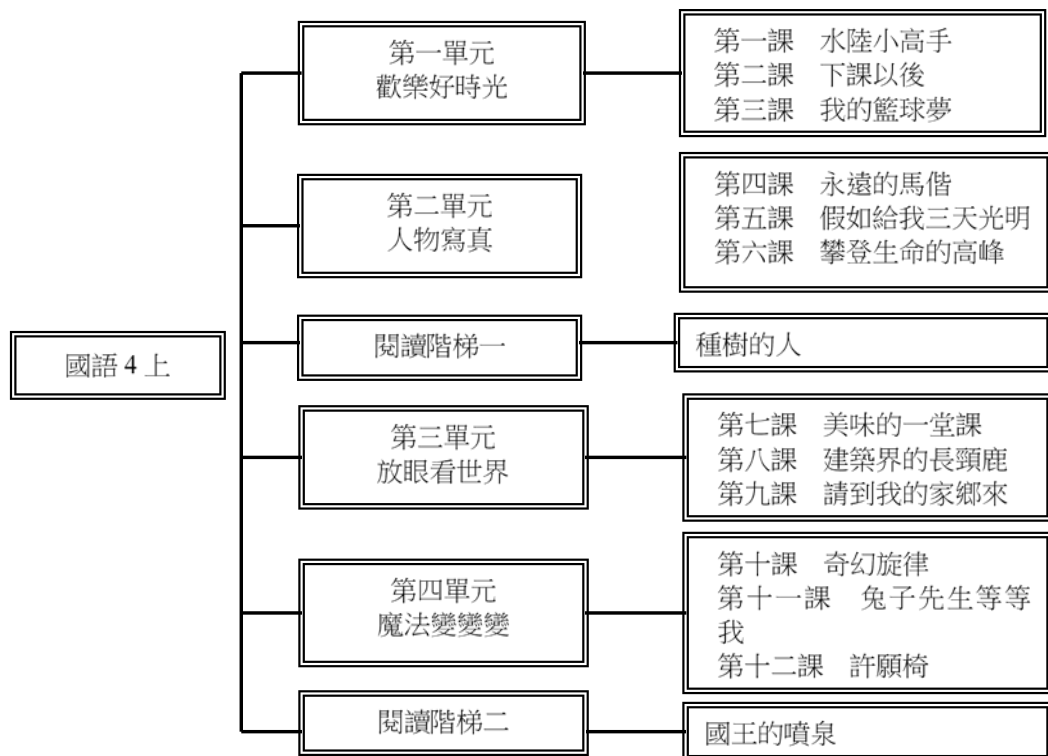 國語4上
第一單元
歡樂好時光
第一課　水陸小高手
第二課　下課以後
第三課　我的籃球夢
第二單元
人物寫真
第四課　永遠的馬偕
第五課　假如給我三天光明
第六課　攀登生命的高峰
閱讀階梯一
種樹的人
第三單元
放眼看世界
第七課　美味的一堂課
第八課　建築界的長頸鹿
第九課　請到我的家鄉來
第四單元
魔法變變變
第十課　奇幻旋律
第十一課　兔子先生等等
我
第十二課　許願椅
閱讀階梯二
國王的噴泉